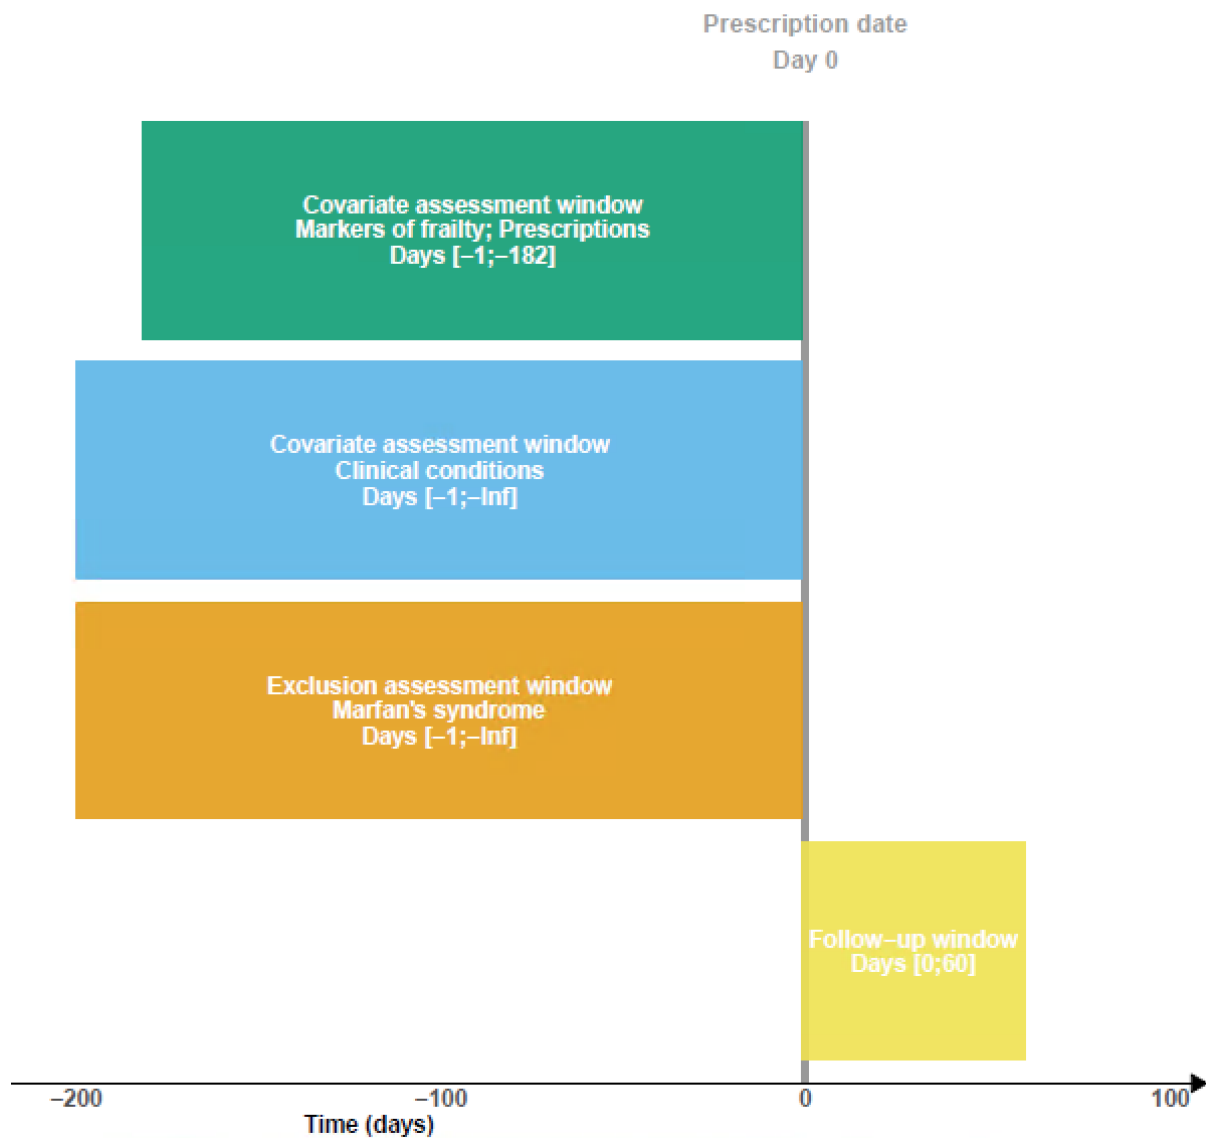 Prescription date
Day 0
Covariate assessment window
Markers of frailty; Prescriptions
Days [–1;–182]
Covariate assessment window
Clinical conditions
Days [–1;–Inf]
Exclusion assessment window
Marfan's syndrome
Days [–1;–Inf]
Follow–up window
Days [0;60]
–200 –100 0 100
Time (days)